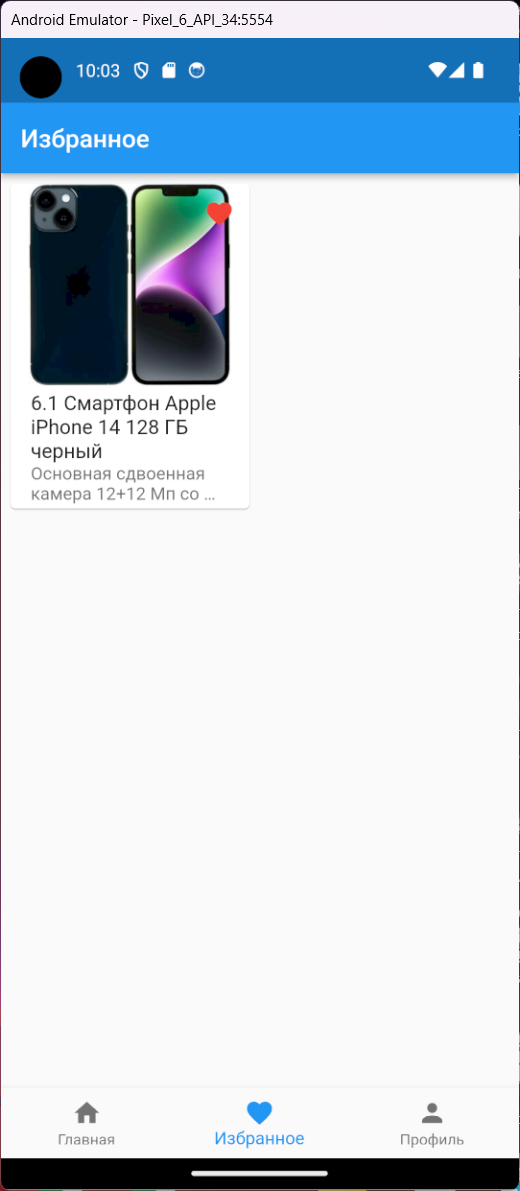 Android Emulator - Pixel_6_API_34:5554
10:03
Избранное
6.1 Смартфон Apple
iPhone 14 128 ГБ
черный
Основная сдвоенная
камера 12+12 Мп со ...
Главная
Избранное
Профиль